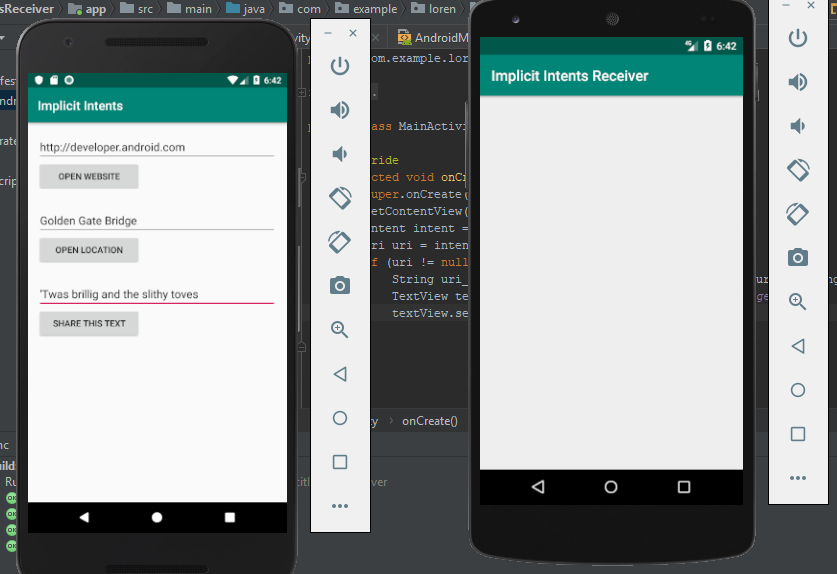 sReceiver app src main java com example loren
AndroidM
om.example.lor
ass MainActivi
ride
cted void onC
uper.onCreate(
etContentView(
ntent intent =
ri uri = inten
f (uri != null
String uri_
TextView te
textView.se
onCreate()
6:42
Implicit Intents
http://developer.android.com
OPEN WEBSITE
Golden Gate Bridge
OPEN LOCATION
'Twas brillig and the slithy toves
SHARE THIS TEXT
6:42
Implicit Intents Receiver